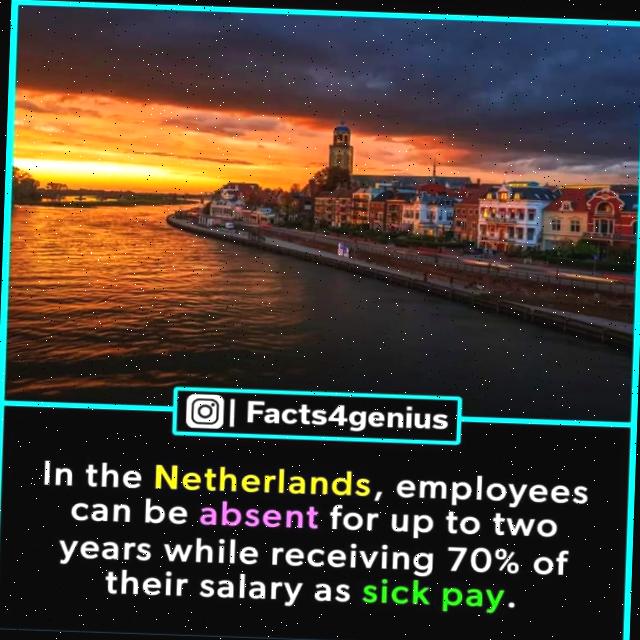 | Facts4genius
In the Netherlands, employees
can be absent for up to two
years while receiving 70% of
their salary as sick pay.